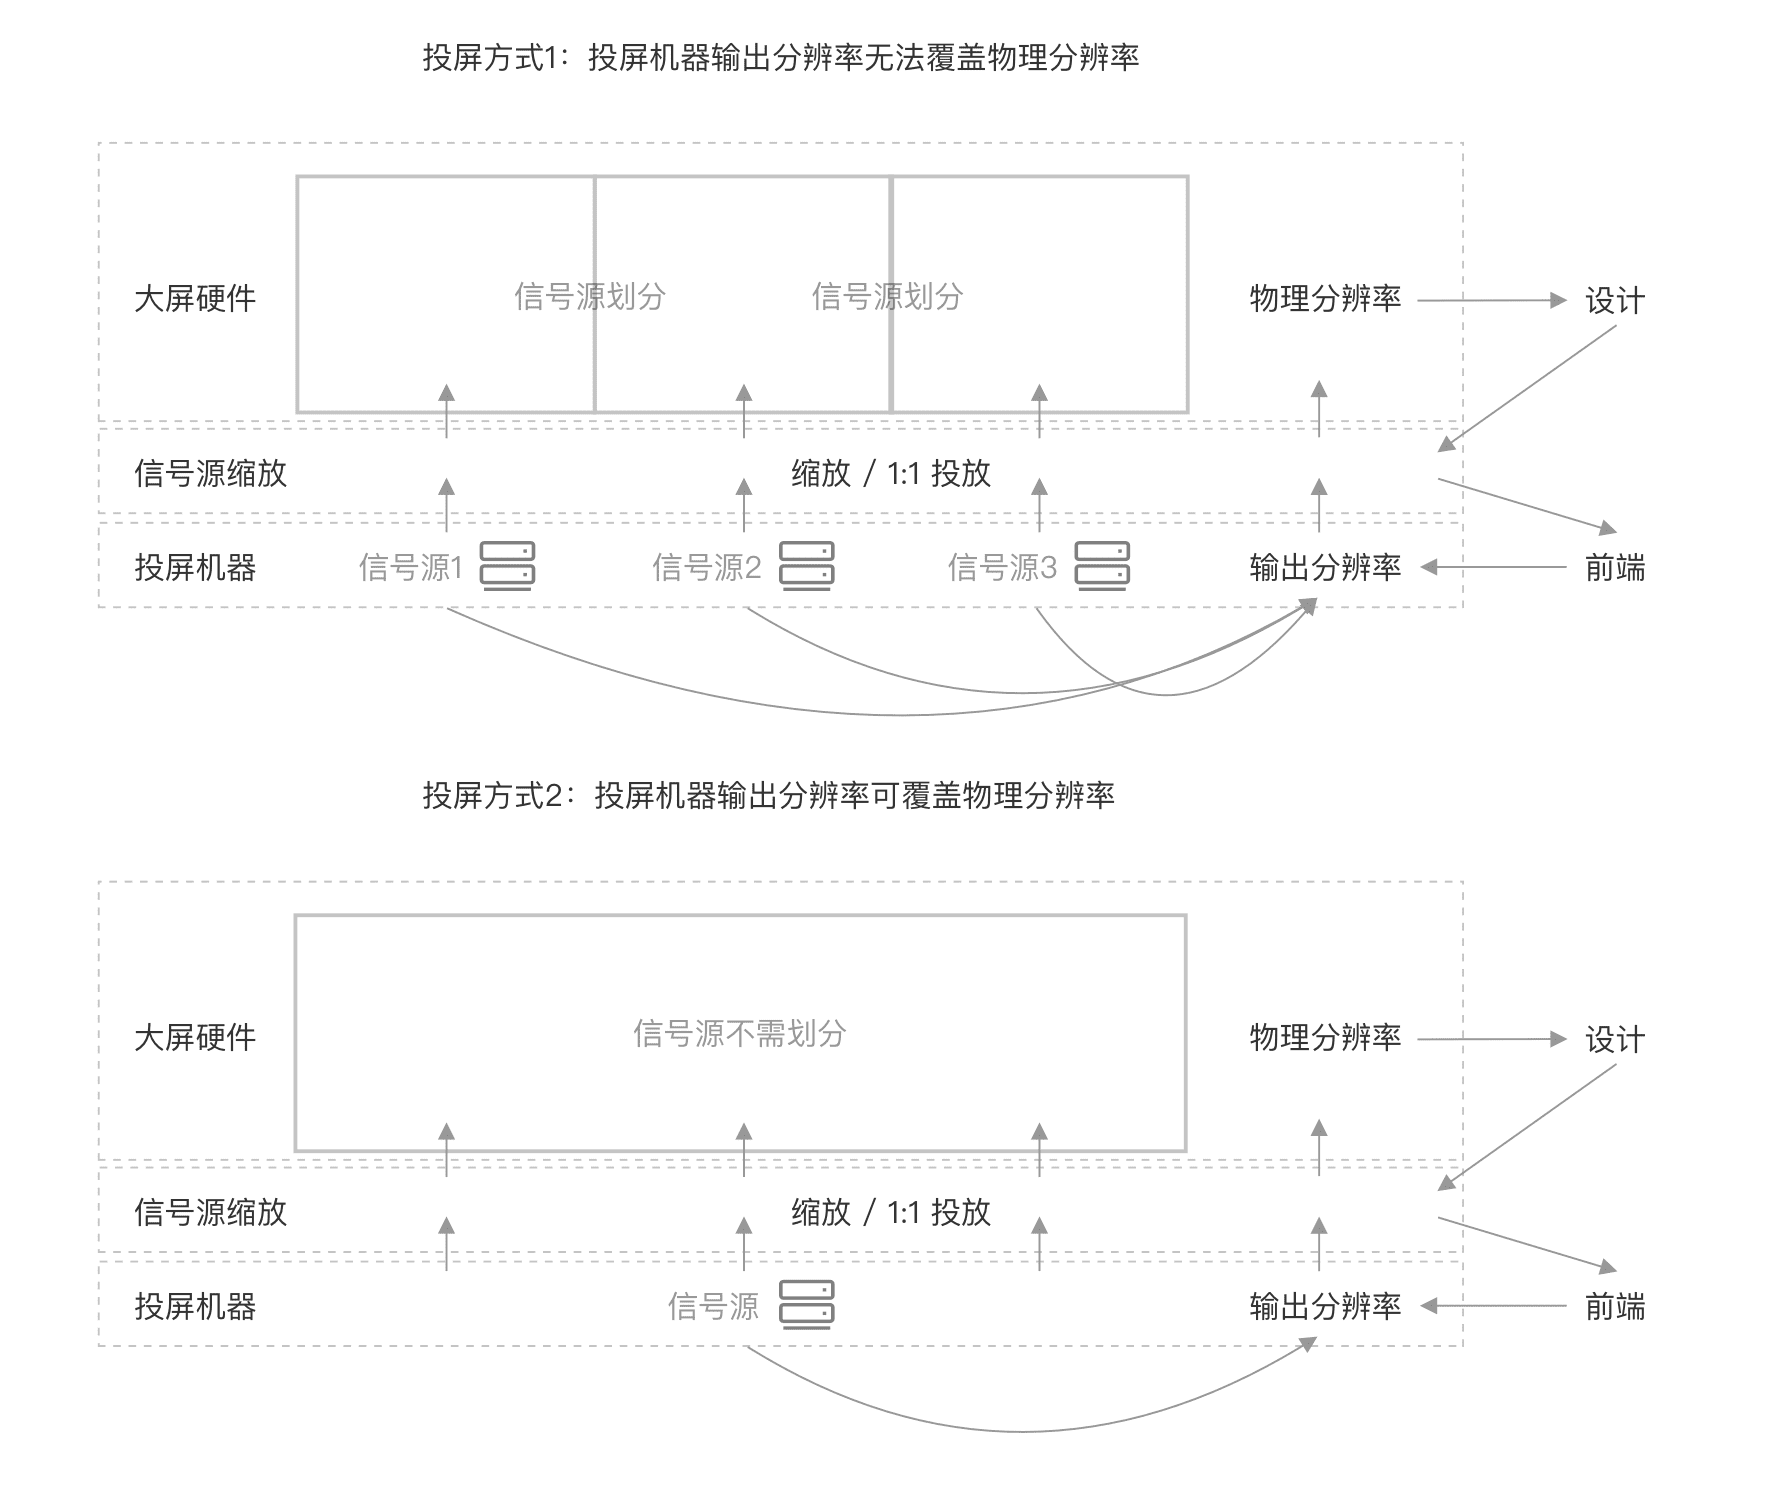 投屏方式1：投屏机器输出分辨率无法覆盖物理分辨率
大屏硬件
信号源划分
信号源划分
物理分辨率
设计
信号源缩放
缩放 / 1:1 投放
投屏机器
信号源1
信号源2
信号源3
输出分辨率
前端
投屏方式2：投屏机器输出分辨率可覆盖物理分辨率
大屏硬件
信号源不需划分
物理分辨率
设计
信号源缩放
缩放 / 1:1 投放
投屏机器
信号源
输出分辨率
前端